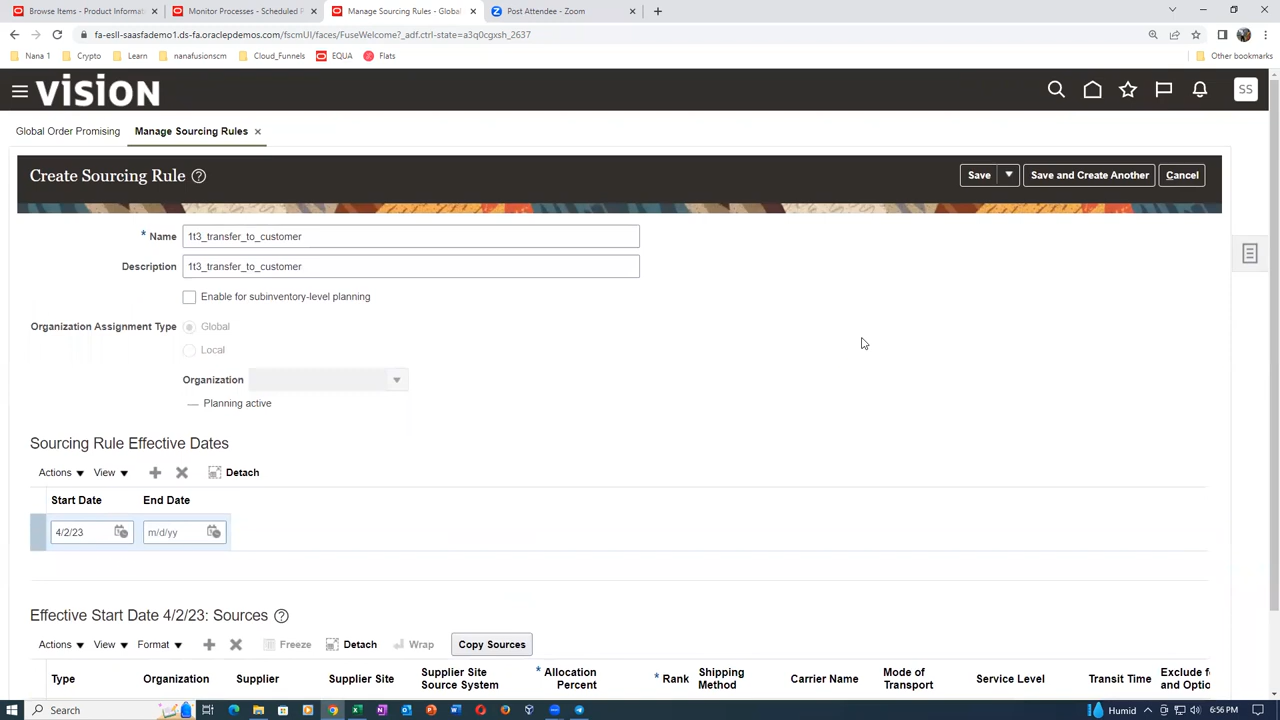 Browse Items - Product Informa
Monitor Processes - Scheduled P
Manage Sourcing Rules - Global
Post Attendee - Zoom
fa-esll-saasfademo1.ds-fa.oraclepdemos.com/fscmUI/faces/FuseWelcome?_adf.ctrl-state=a3q0cgxsh_2637
Nana 1
Crypto
Learn
nanafusionscm
Cloud_Funnels
EQUA
Flats
Other bookmarks
VISION
SS
Global Order Promising
Manage Sourcing Rules
Create Sourcing Rule
Save
Save and Create Another
Cancel
* Name 1t3_transfer_to_customer
Description 1t3_transfer_to_customer
Enable for subinventory-level planning
Organization Assignment Type Global
Local
Organization
Planning active
Sourcing Rule Effective Dates
Actions View Detach
Start Date End Date
4/2/23 m/d/yy
Effective Start Date 4/2/23: Sources
Actions View Format Freeze Detach Wrap Copy Sources
Type
Organization
Supplier
Supplier Site
Supplier Site Source System
* Allocation Percent
* Rank
Shipping Method
Carrier Name
Mode of Transport
Service Level
Transit Time
Exclude f and Optio
Search
Humid
6:56 PM